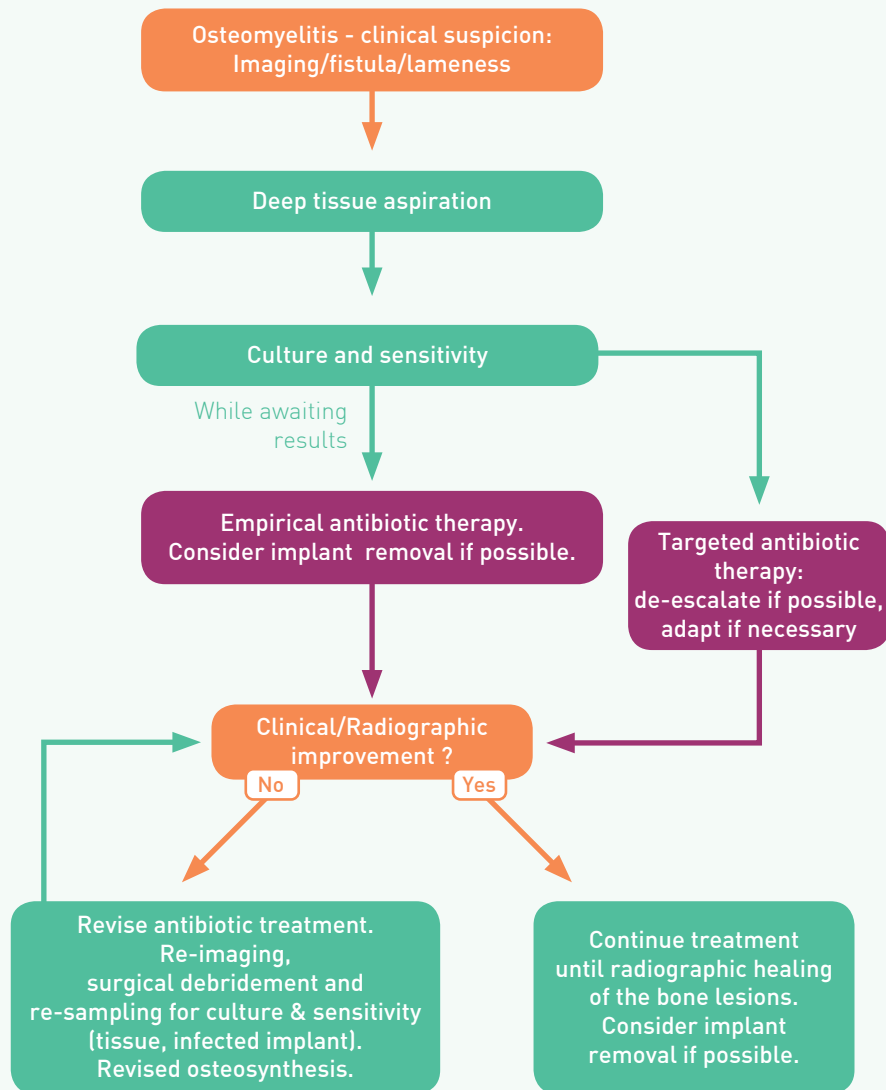 Osteomyelitis - clinical suspicion:
Imaging/fistula/lameness
Deep tissue aspiration
Culture and sensitivity
While awaiting
results
Empirical antibiotic therapy.
Consider implant removal if possible.
Targeted antibiotic
therapy:
de-escalate if possible,
adapt if necessary
Clinical/Radiographic
improvement ?
No
Yes
Revise antibiotic treatment.
Re-imaging,
surgical debridement and
re-sampling for culture & sensitivity
(tissue, infected implant).
Revised osteosynthesis.
Continue treatment
until radiographic healing
of the bone lesions.
Consider implant
removal if possible.